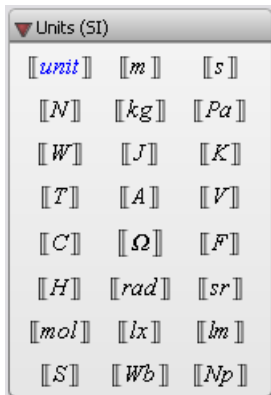 Units (SI)
⟦unit⟧ ⟦m⟧ ⟦s⟧
⟦N⟧ ⟦kg⟧ ⟦Pa⟧
⟦W⟧ ⟦J⟧ ⟦K⟧
⟦T⟧ ⟦A⟧ ⟦V⟧
⟦C⟧ ⟦Ω⟧ ⟦F⟧
⟦H⟧ ⟦rad⟧ ⟦sr⟧
⟦mol⟧ ⟦lx⟧ ⟦lm⟧
⟦S⟧ ⟦Wb⟧ ⟦Np⟧